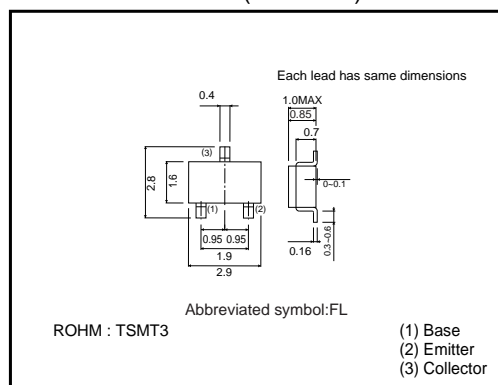 Each lead has same dimensions
0.4
1.0MAX
0.85
0.7
(3)
2.8
1.6
0~0.1
(1)
(2)
0.95
0.95
0.16
0.3~0.6
1.9
2.9
Abbreviated symbol:FL
ROHM : TSMT3
(1) Base
(2) Emitter
(3) Collector